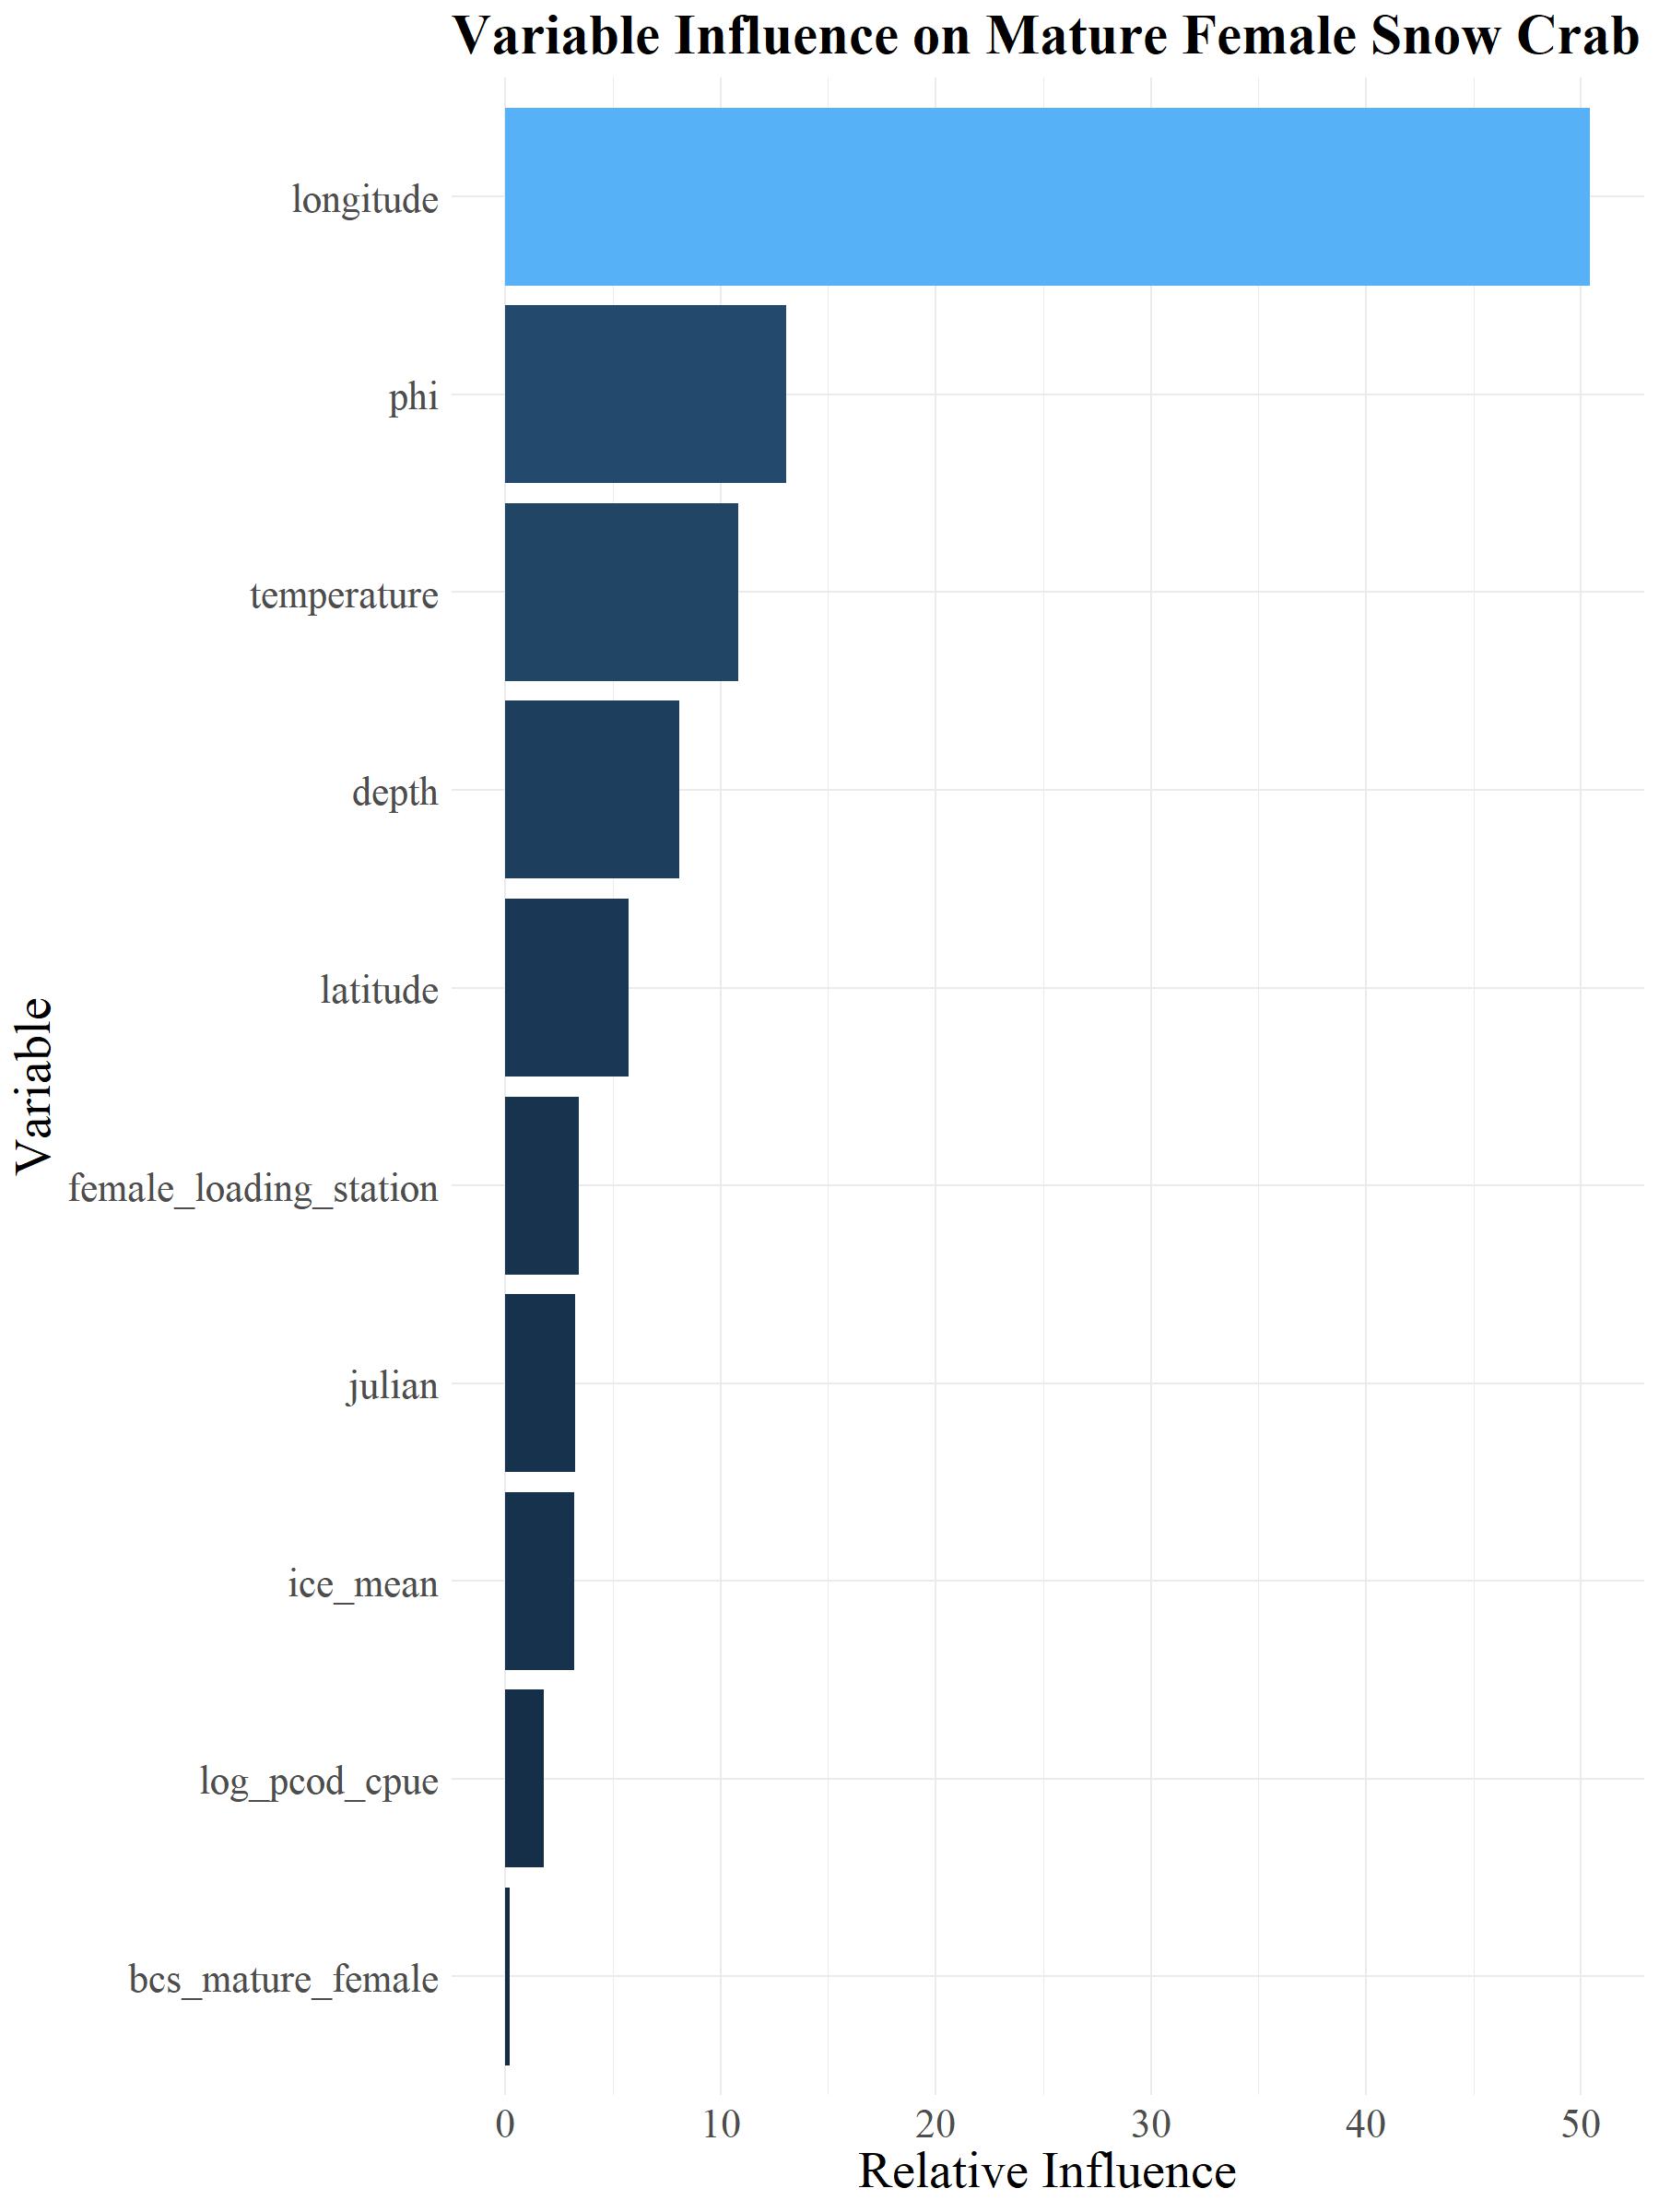 Variable Influence on Mature Female Snow Crab
longitude
phi
temperature
depth
latitude
female_loading_station
julian
ice_mean
log_pcod_cpue
bcs_mature_female
Variable
0 10 20 30 40 50
Relative Influence